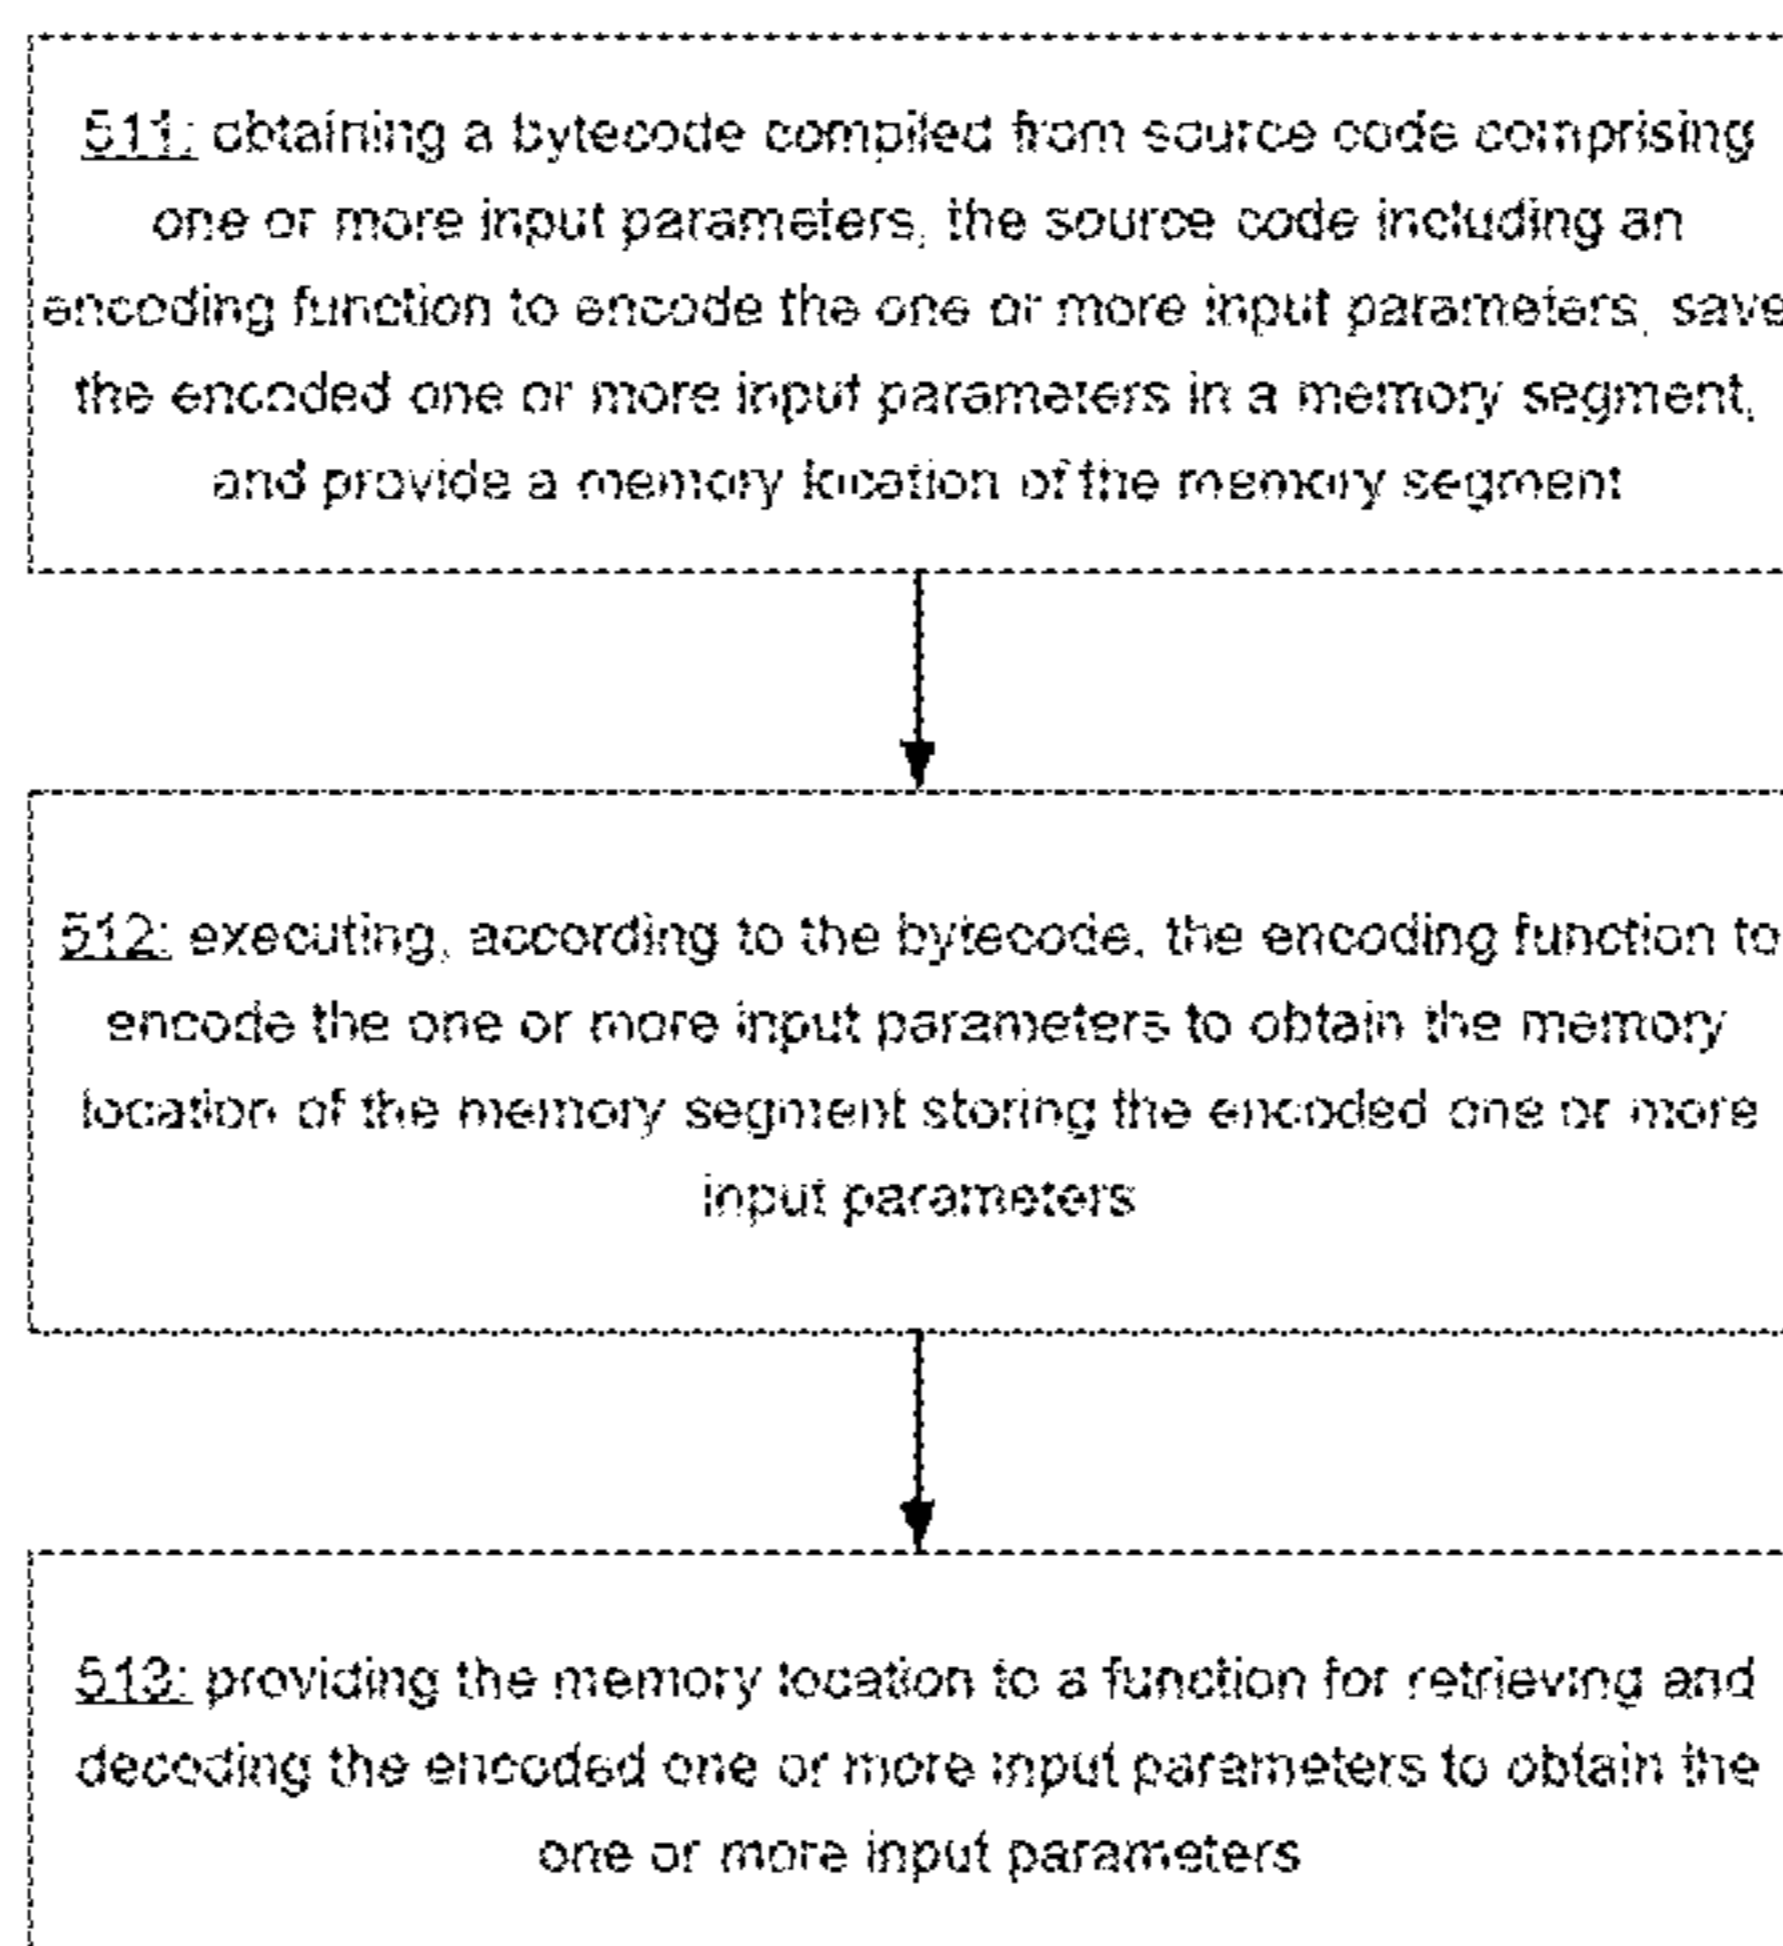 511: obtaining a bytecode compiled from source code comprising
one or more input parameters, the source code including an
encoding function to encode the one or more input parameters, save
the encoded one or more input parameters in a memory segment,
and provide a memory location of the memory segment
512: executing, according to the bytecode, the encoding function to
encode the one or more input parameters to obtain the memory
location of the memory segment storing the encoded one or more
input parameters
513: providing the memory location to a function for retrieving and
decoding the encoded one or more input parameters to obtain the
one or more input parameters